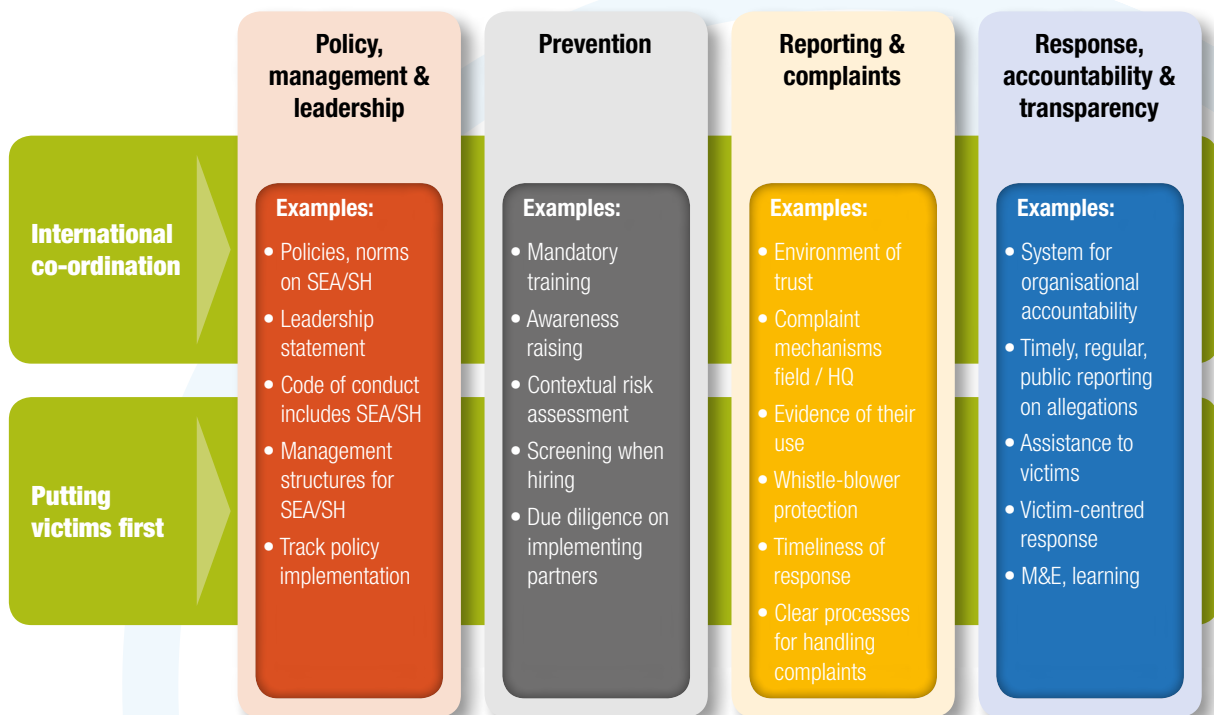 Policy,
management &
leadership
Examples:
• Policies, norms
on SEA/SH
• Leadership
statement
• Code of conduct
includes SEA/SH
• Management
structures for
SEA/SH
• Track policy
implementation
Prevention
Examples:
• Mandatory
training
• Awareness
raising
• Contextual risk
assessment
• Screening when
hiring
• Due diligence on
implementing
partners
Reporting &
complaints
Examples:
• Environment of
trust
• Complaint
mechanisms
field / HQ
• Evidence of their
use
• Whistle-blower
protection
• Timeliness of
response
• Clear processes
for handling
complaints
Response,
accountability &
transparency
Examples:
• System for
organisational
accountability
• Timely, regular,
public reporting
on allegations
• Assistance to
victims
• Victim-centred
response
• M&E, learning
International
co-ordination
Putting
victims first